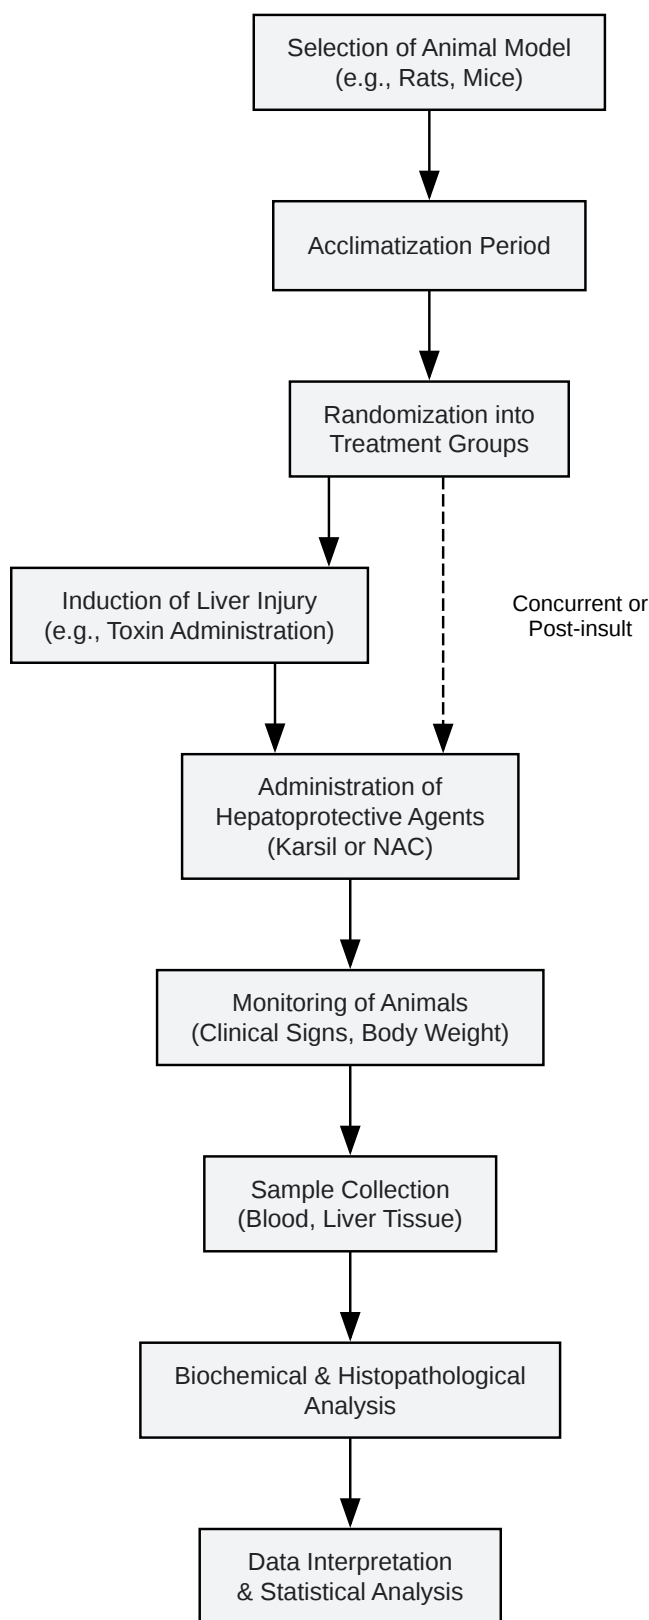 Selection of Animal Model
(e.g., Rats, Mice)
Acclimatization Period
Randomization into
Treatment Groups
Induction of Liver Injury
(e.g., Toxin Administration)
Concurrent or
Post-insult
Administration of
Hepatoprotective Agents
(Karsil or NAC)
Monitoring of Animals
(Clinical Signs, Body Weight)
Sample Collection
(Blood, Liver Tissue)
Biochemical & Histopathological
Analysis
Data Interpretation
& Statistical Analysis